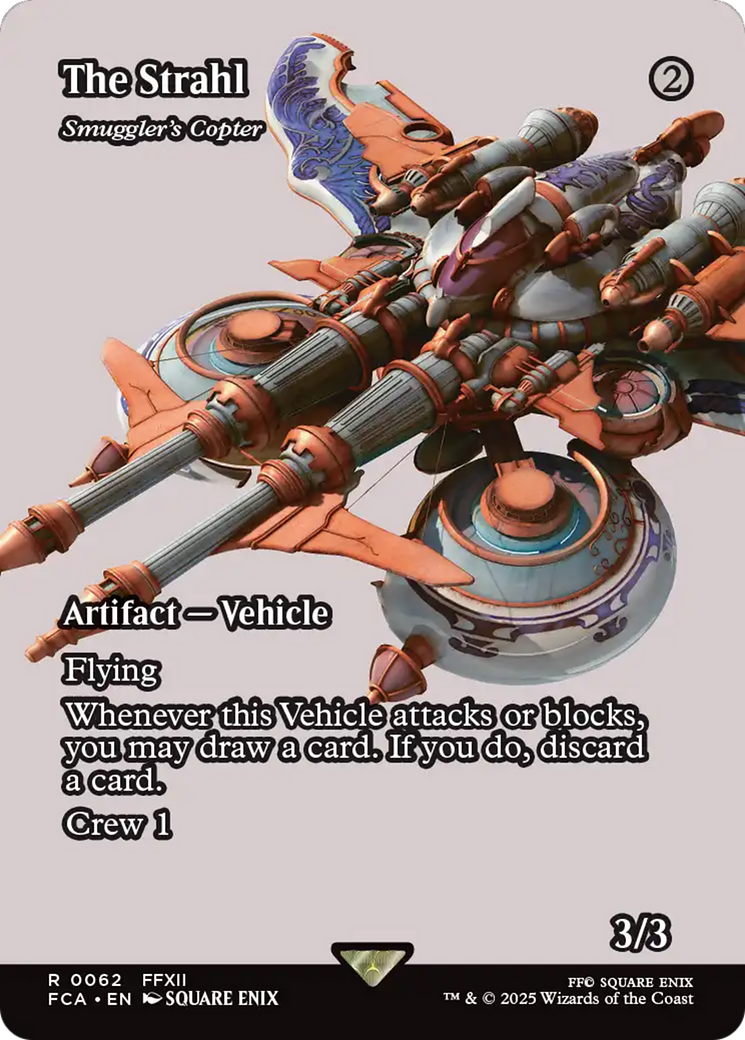 The Strahl
2
Smuggler's Copter
Artifact — Vehicle
Flying
Whenever this Vehicle attacks or blocks,
you may draw a card. If you do, discard
a card.
Crew 1
3/3
R 0062 FFXII
FCA • EN SQUARE ENIX
FF© SQUARE ENIX
™ & © 2025 Wizards of the Coast